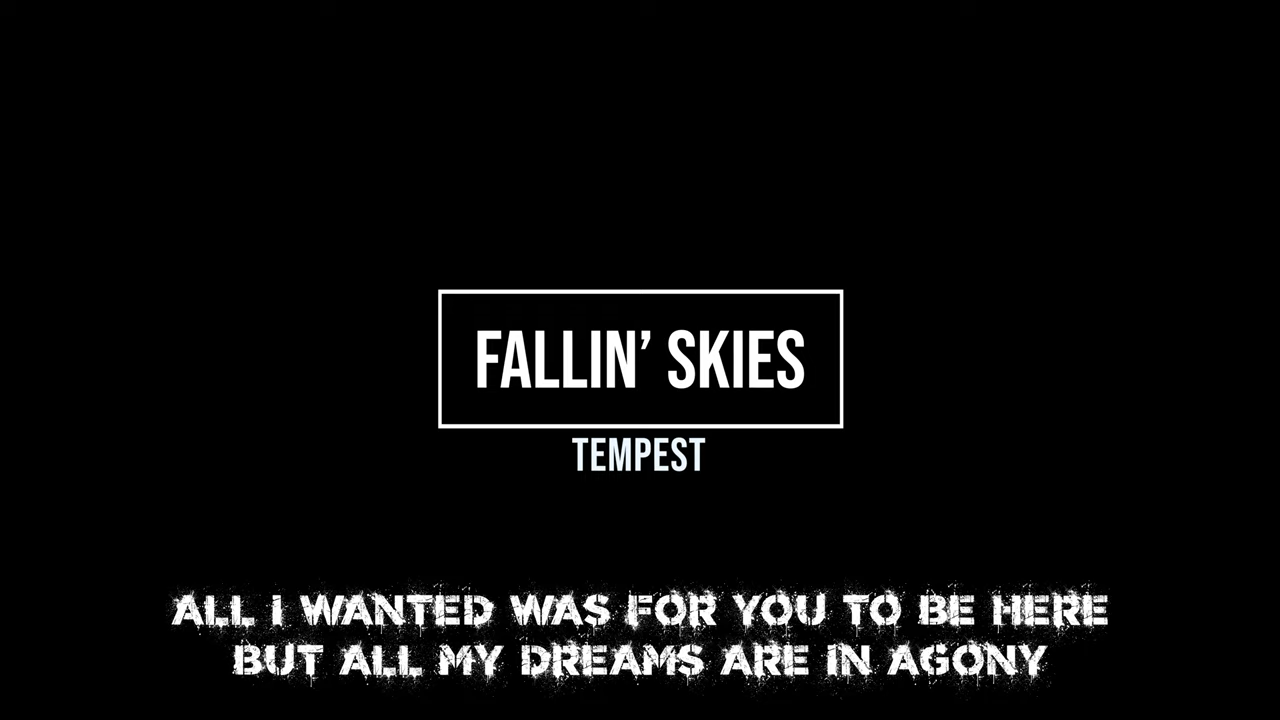 FALLIN’ SKIES
TEMPEST
ALL I WANTED WAS FOR YOU TO BE HERE
BUT ALL MY DREAMS ARE IN AGONY